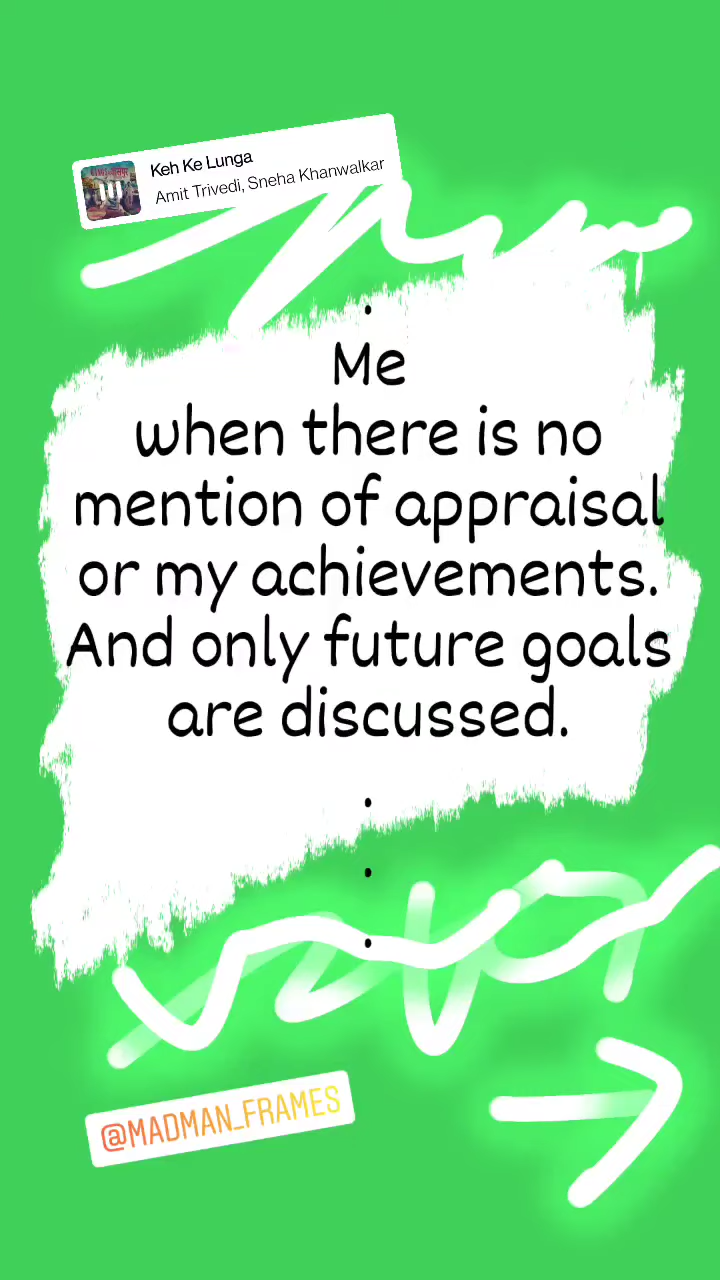 Keh Ke Lunga
Amit Trivedi, Sneha Khanwalkar
.
Me
when there is no
mention of appraisal
or my achievements.
And only future goals
are discussed.
.
.
.
@MADMAN_FRAMES